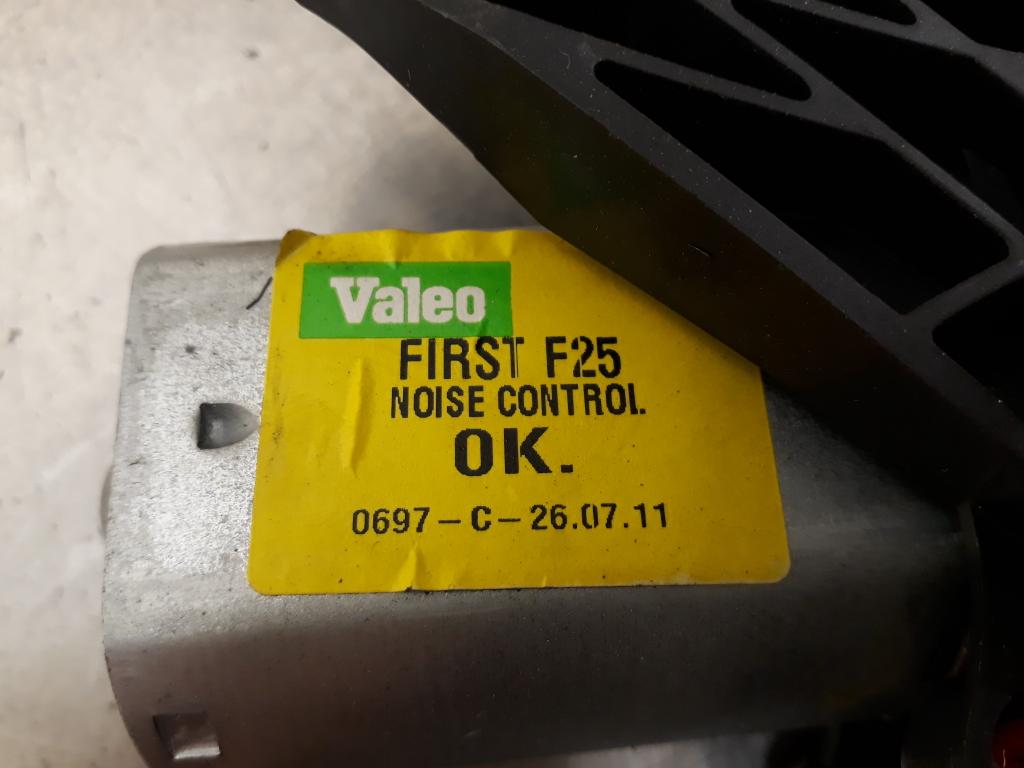 Valeo
FIRST F25
NOISE CONTROL.
OK.
0697-C-26.07.11